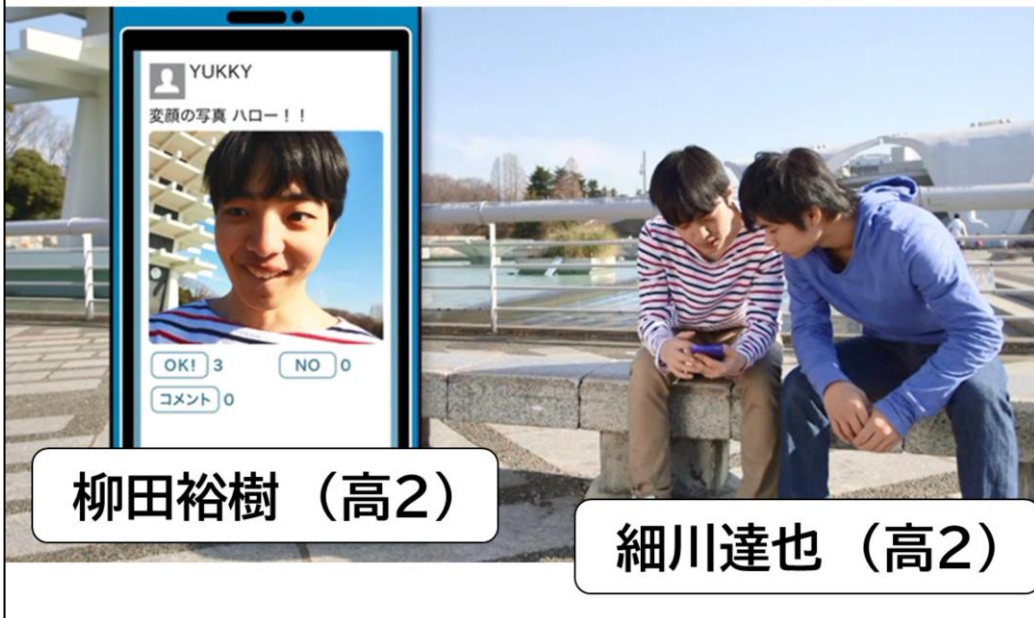 YUKKY
変顔の写真 ハロー！！
OK! 3
NO 0
コメント 0
柳田裕樹 （高2）
細川達也 （高2）